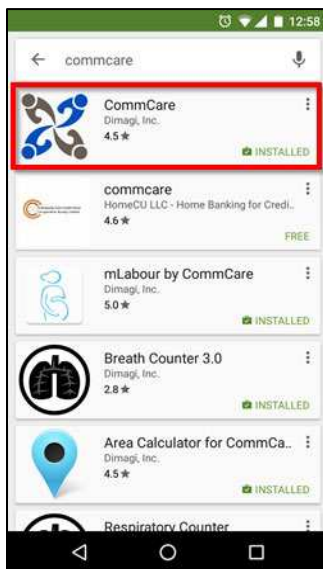 12:58
commcare
CommCare
Dimagi, Inc.
4.5★
INSTALLED
commcare
HomeCU LLC - Home Banking for Credi..
4.6★
FREE
mLabour by CommCare
Dimagi, Inc.
5.0★
INSTALLED
Breath Counter 3.0
Dimagi, Inc.
2.8★
INSTALLED
Area Calculator for CommCa..
Dimagi, Inc.
4.5★
INSTALLED
Respiratory Counter